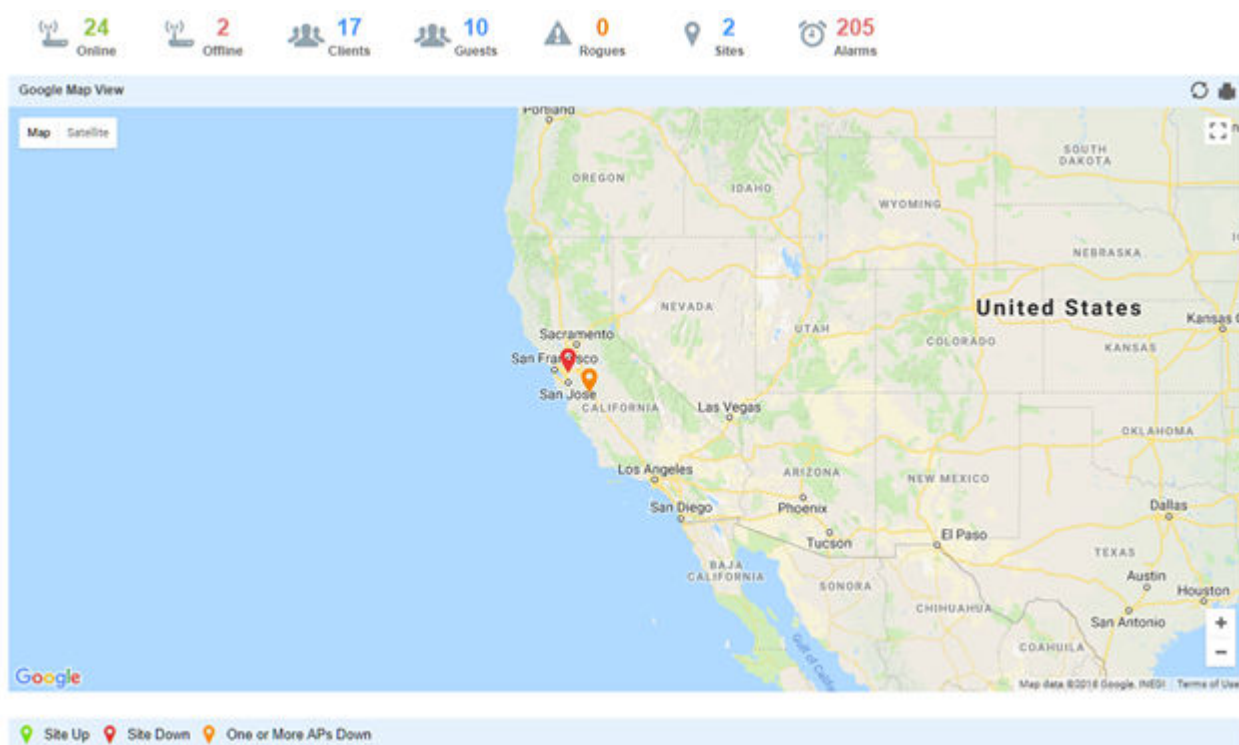 24 2 17 10 0 2 205
Online Offline Clients Guests Rogues Sites Alarms
Google Map View
Portland
Map Satellite
SOUTH
DAKOTA
OREGON
IDAHO
WYOMING
NEBRASKA
United States
NEVADA
Kansas
Sacramento
UTAH
COLORADO
KANSAS
San Francisco
San Jose
CALIFORNIA
Las Vegas
OKLAHOMA
Los Angeles
ARIZONA
NEW MEXICO
San Diego
Phoenix
Dallas
Tucson
El Paso
TEXAS
BAJA
CALIFORNIA
SONORA
Austin
Houston
CHIHUAHUA
San Antonio
+
COAHUILA
−
Gulf of Calif
Google
Map data ©2018 Google, INEGI Terms of Use
Site Up Site Down One or More APs Down